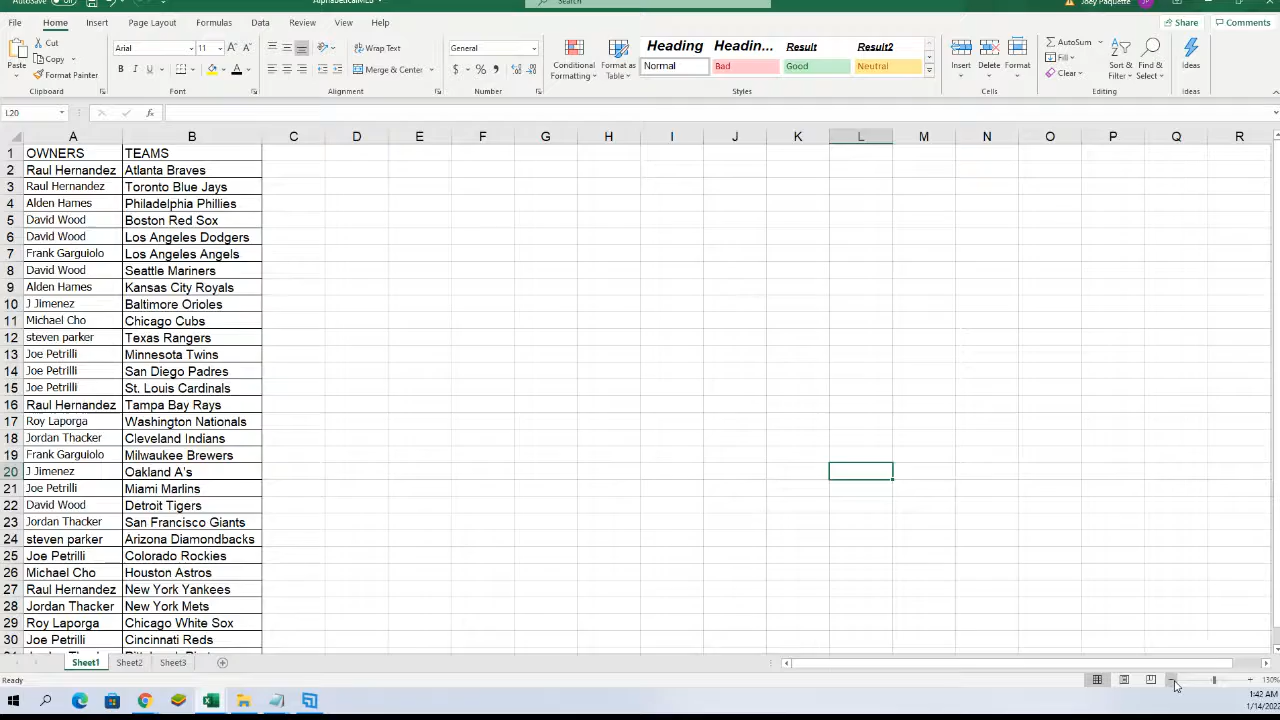 AutoSave Off AlphabeticalMLB Search Joey Paquette JP
File Home Insert Page Layout Formulas Data Review View Help Share Comments
Paste Cut Copy Format Painter Clipboard
Arial 11 B I U Font
Wrap Text Merge & Center Alignment
General $ % Number
Conditional Formatting Format as Table
Heading Headin... Result Result2
Normal Bad Good Neutral
Styles
Insert Delete Format Cells
AutoSum Fill Clear Sort & Filter Find & Select Editing
Ideas Ideas
L20 fx
A B C D E F G H I J K L M N O P Q R
1 OWNERS TEAMS
2 Raul Hernandez Atlanta Braves
3 Raul Hernandez Toronto Blue Jays
4 Alden Hames Philadelphia Phillies
5 David Wood Boston Red Sox
6 David Wood Los Angeles Dodgers
7 Frank Garguiolo Los Angeles Angels
8 David Wood Seattle Mariners
9 Alden Hames Kansas City Royals
10 J Jimenez Baltimore Orioles
11 Michael Cho Chicago Cubs
12 steven parker Texas Rangers
13 Joe Petrilli Minnesota Twins
14 Joe Petrilli San Diego Padres
15 Joe Petrilli St. Louis Cardinals
16 Raul Hernandez Tampa Bay Rays
17 Roy Laporga Washington Nationals
18 Jordan Thacker Cleveland Indians
19 Frank Garguiolo Milwaukee Brewers
20 J Jimenez Oakland A's
21 Joe Petrilli Miami Marlins
22 David Wood Detroit Tigers
23 Jordan Thacker San Francisco Giants
24 steven parker Arizona Diamondbacks
25 Joe Petrilli Colorado Rockies
26 Michael Cho Houston Astros
27 Raul Hernandez New York Yankees
28 Jordan Thacker New York Mets
29 Roy Laporga Chicago White Sox
30 Joe Petrilli Cincinnati Reds
Sheet1 Sheet2 Sheet3
Ready 130%
1:42 AM
1/14/2022